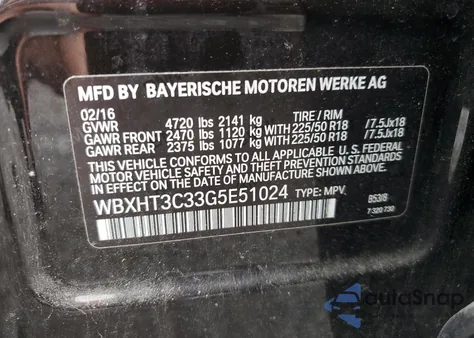 MFD BY BAYERISCHE MOTOREN WERKE AG
02/16
GVWR 4720 lbs 2141 kg TIRE / RIM
GAWR FRONT 2470 lbs 1120 kg WITH 225/50 R18 /7.5Jx18
GAWR REAR 2375 lbs 1077 kg WITH 225/50 R18 /7.5Jx18
THIS VEHICLE CONFORMS TO ALL APPLICABLE U.S. FEDERAL
MOTOR VEHICLE SAFETY, BUMPER, AND THEFT PREVENTION
STANDARDS IN EFFECT ON THE DATE OF MANUFACTURE SHOWN ABOVE.
WBXHT3C33G5E51024 TYPE: MPV
B53/8
7 320 730
autoSnap